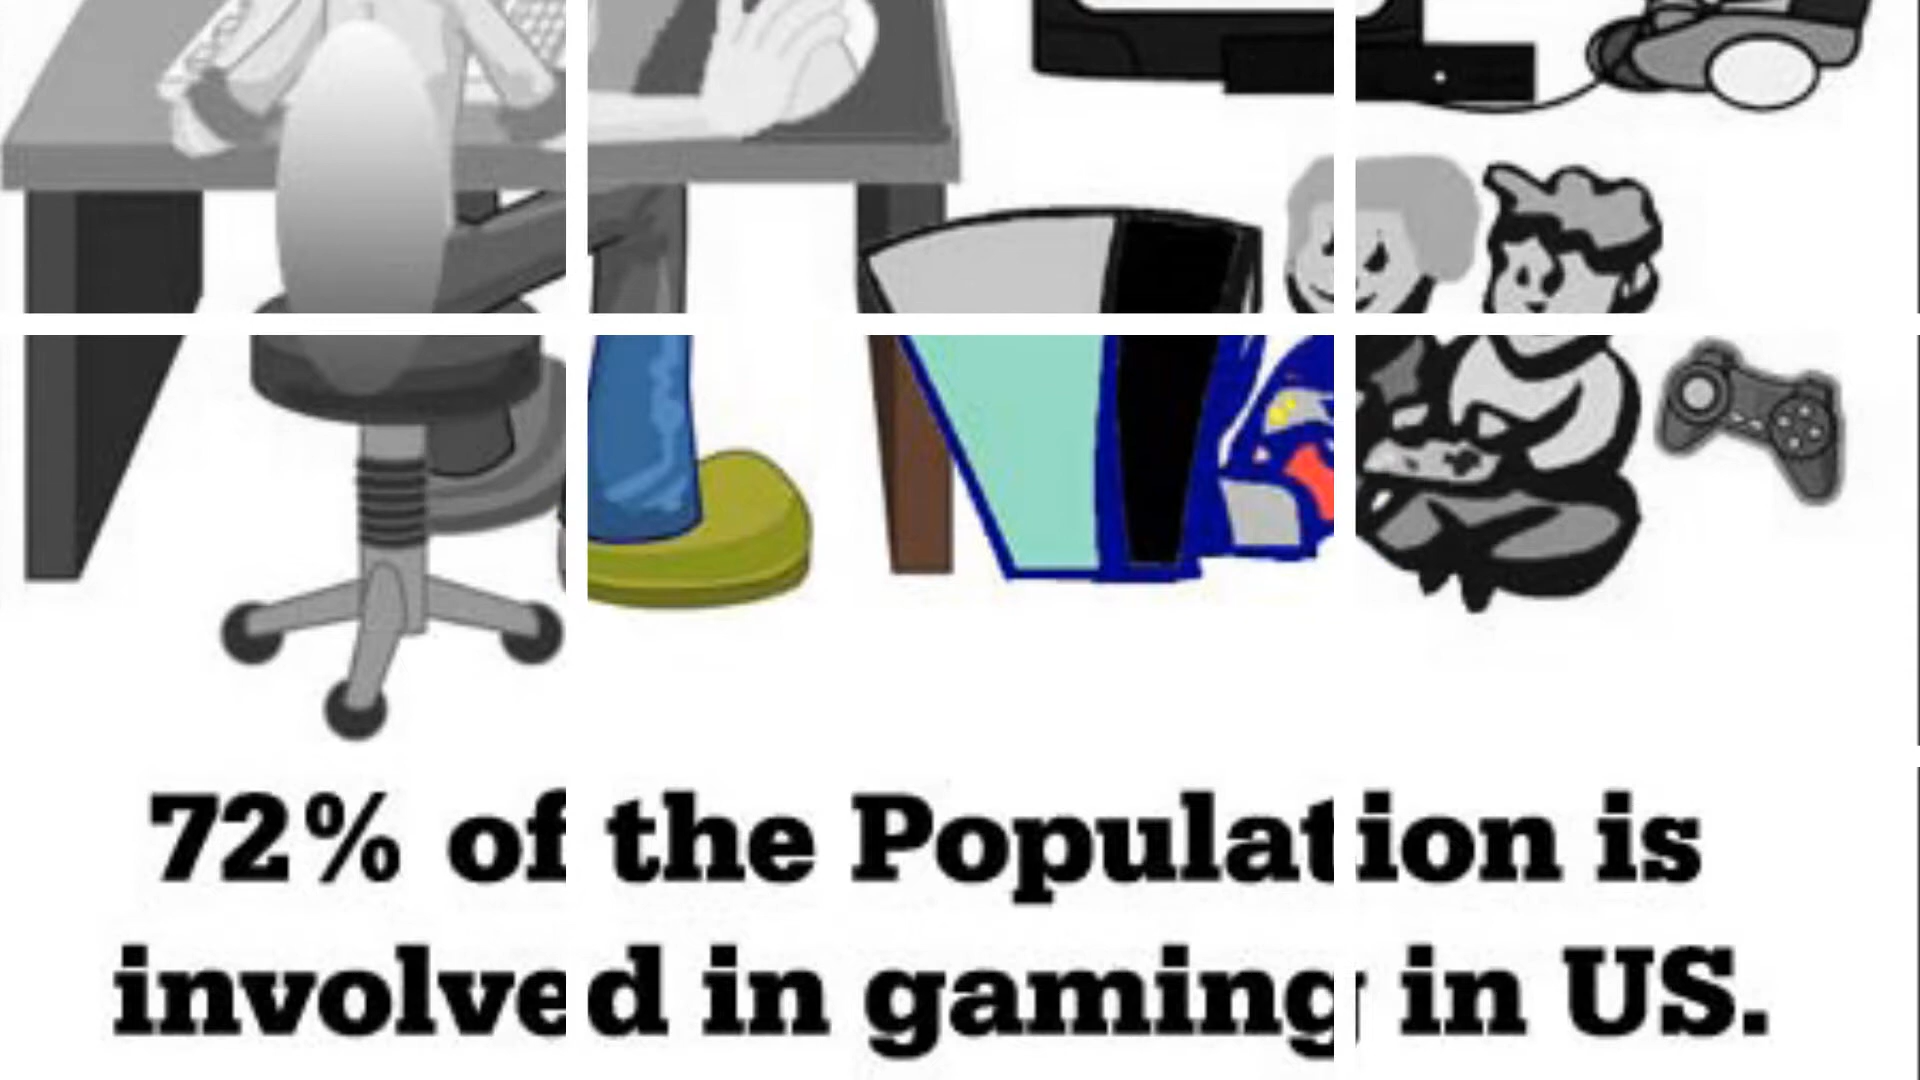 72% of the Population is
involved in gaming in US.